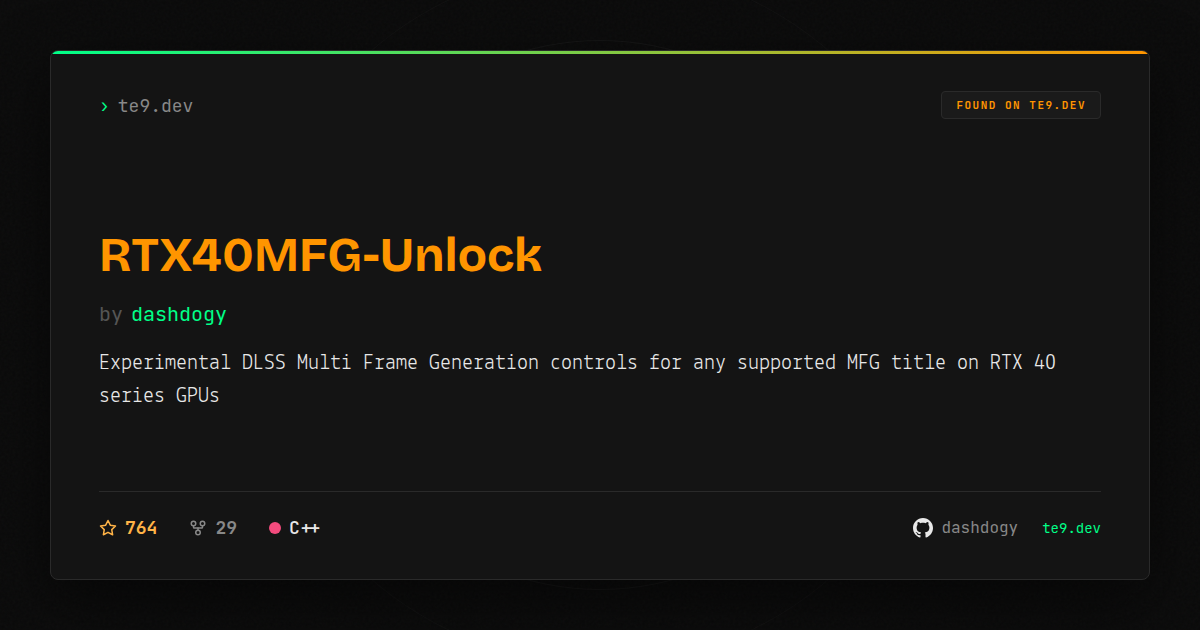 › te9.dev
FOUND ON TE9.DEV
RTX40MFG-Unlock
by dashdogy
Experimental DLSS Multi Frame Generation controls for any supported MFG title on RTX 40
series GPUs
764 29 C++
dashdogy te9.dev